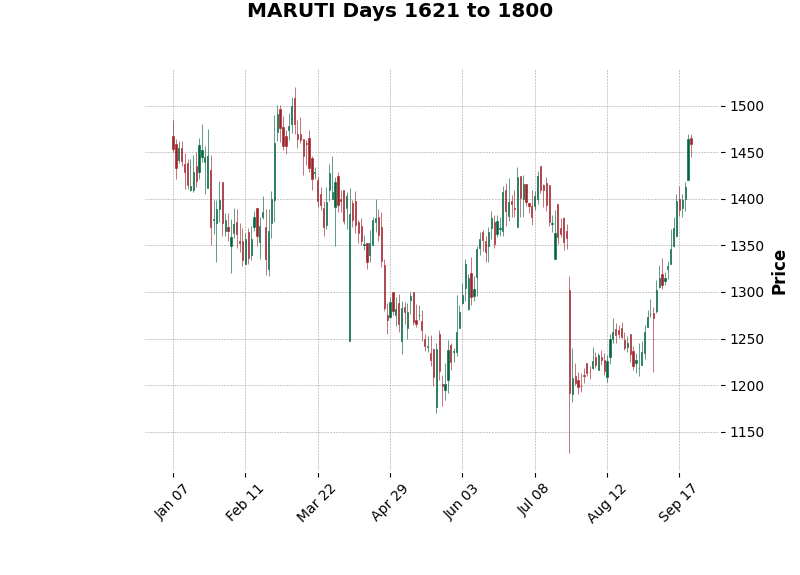 MARUTI Days 1621 to 1800
1500
1450
1400
1350
1300
1250
1200
1150
Price
Jan 07
Feb 11
Mar 22
Apr 29
Jun 03
Jul 08
Aug 12
Sep 17